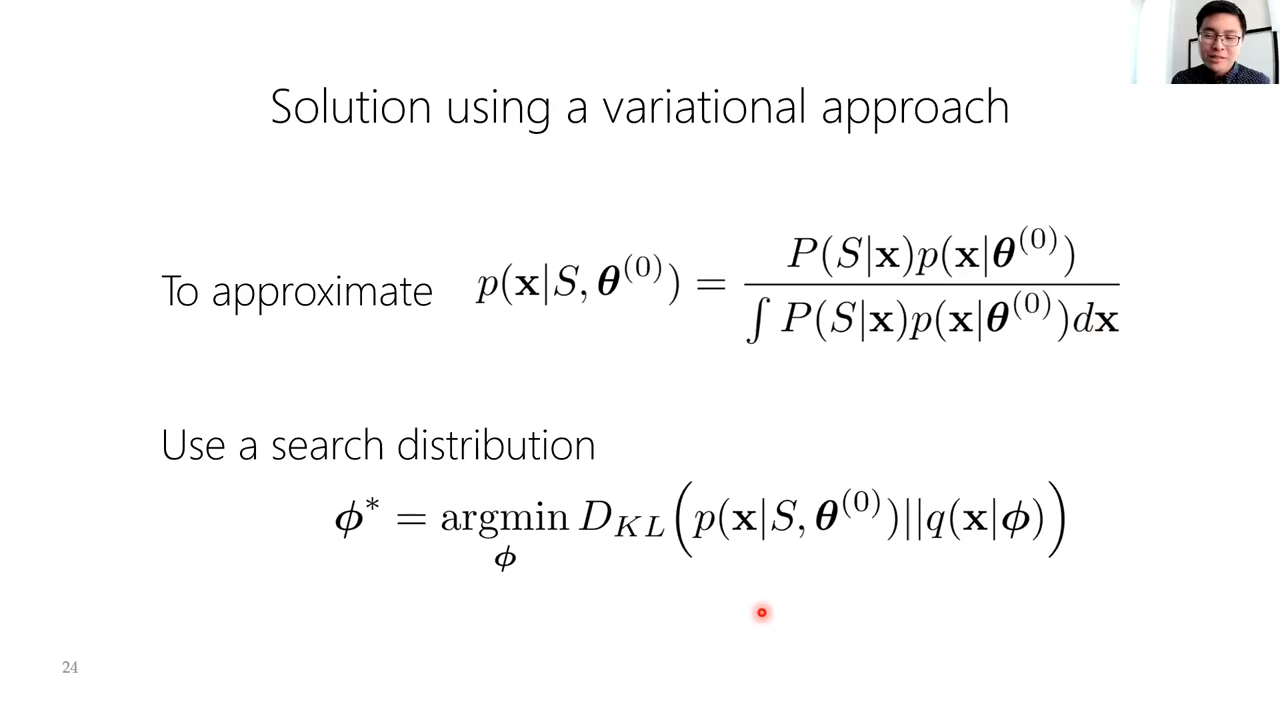 Solution using a variational approach
To approximate p(𝐱|S, 𝜽⁽⁰⁾) = P(S|𝐱)p(𝐱|𝜽⁽⁰⁾) / ∫ P(S|𝐱)p(𝐱|𝜽⁽⁰⁾)d𝐱
Use a search distribution
𝝓* = argmin_𝝓 D_KL(p(𝐱|S, 𝜽⁽⁰⁾)||q(𝐱|𝝓))
24